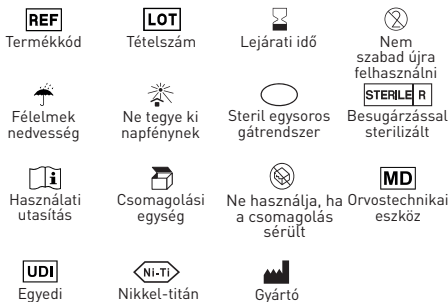 REF LOT
Termékkód Tételszám Lejárati idő Nem szabad újra felhasználni
STERILE R
Félelmek nedvesség Ne tegye ki napfénynek Steril egysoros gátrendszer Besugárzással sterilizált
MD
Használati utasítás Csomagolási egység Ne használja, ha a csomagolás sérült Orvostechnikai eszköz
UDI Ni-Ti
Egyedi Nikkel-titán Gyártó